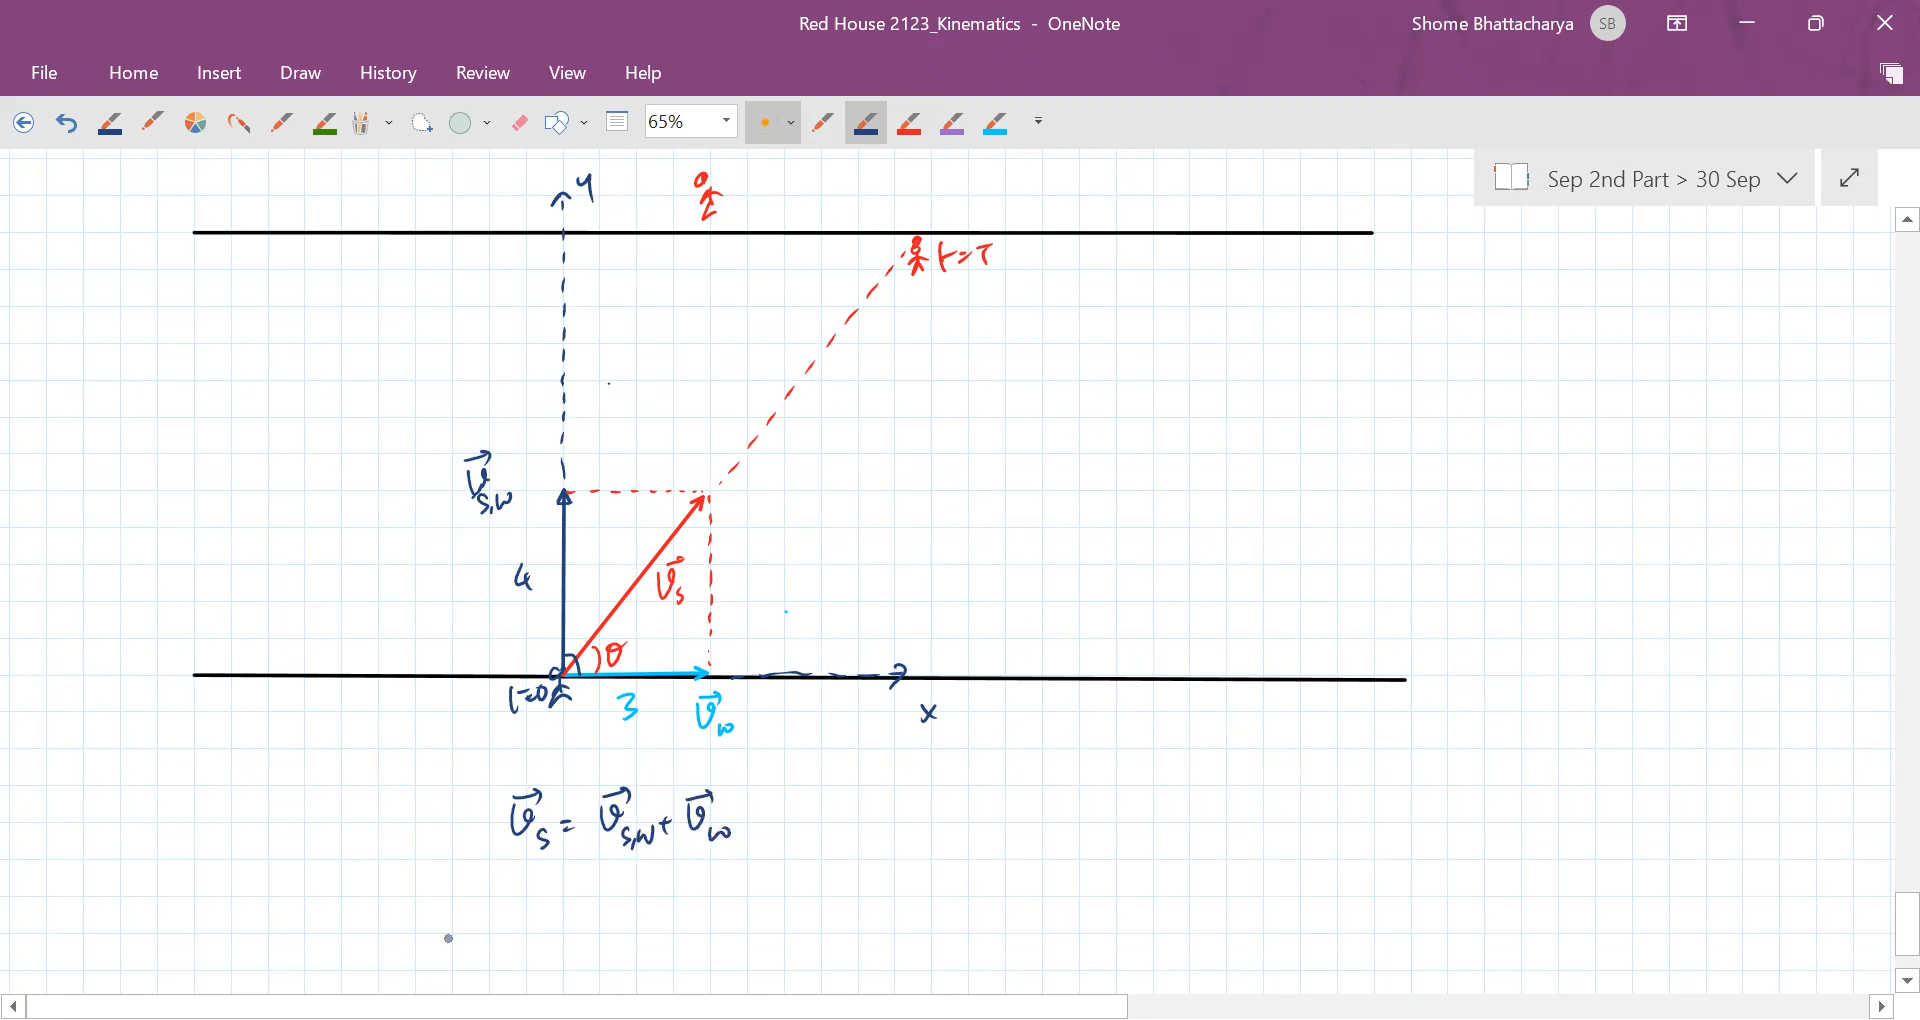 Red House 2123_Kinematics - OneNote
Shome Bhattacharya SB
File Home Insert Draw History Review View Help
65%
Sep 2nd Part > 30 Sep
y
t=τ
v⃗s,w
4
v⃗s
θ
t=0
3
v⃗w
x
v⃗s = v⃗s,w + v⃗w